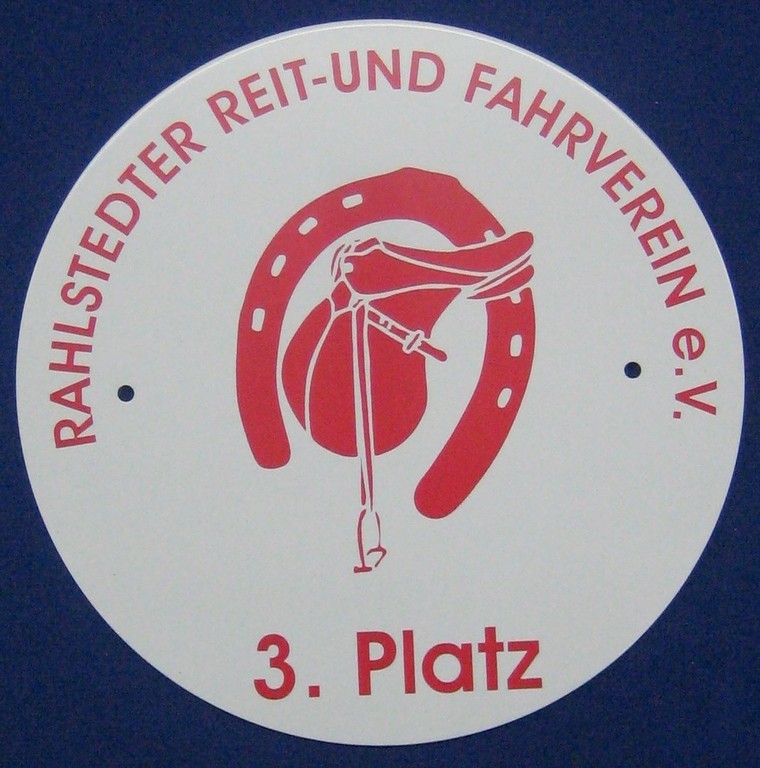 RAHLSTEDTER REIT-UND FAHRVEREIN e.V.
3. Platz